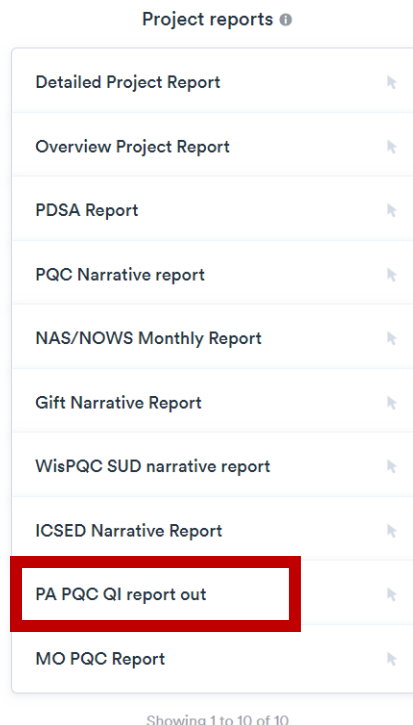 Project reports
Detailed Project Report
Overview Project Report
PDSA Report
PQC Narrative report
NAS/NOWS Monthly Report
Gift Narrative Report
WisPQC SUD narrative report
ICSED Narrative Report
PA PQC QI report out
MO PQC Report
Showing 1 to 10 of 10